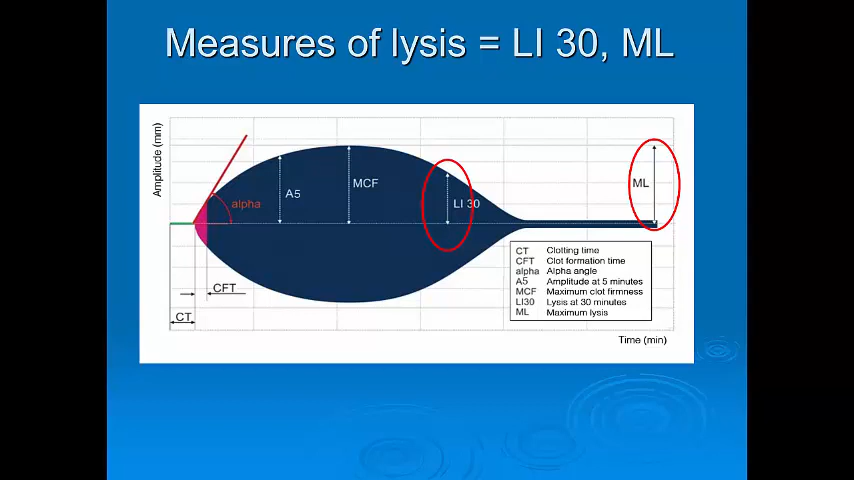 Measures of lysis = LI 30, ML
Amplitude (mm)
alpha
A5
MCF
LI 30
ML
CFT
CT
CT Clotting time
CFT Clot formation time
alpha Alpha angle
A5 Amplitude at 5 minutes
MCF Maximum clot firmness
LI30 Lysis at 30 minutes
ML Maximum lysis
Time (min)